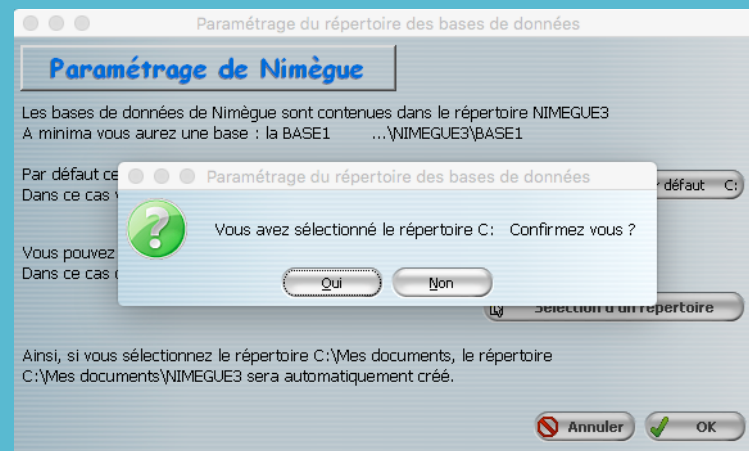 Paramétrage du répertoire des bases de données
Paramétrage de Nimègue
Les bases de données de Nimègue sont contenues dans le répertoire NIMEGUE3
A minima vous aurez une base : la BASE1 ...\NIMEGUE3\BASE1
Par défaut ce
Dans ce cas
défaut C:
Paramétrage du répertoire des bases de données
Vous avez sélectionné le répertoire C: Confirmez vous ?
Oui Non
Vous pouvez
Dans ce cas
Sélection d'un répertoire
Ainsi, si vous sélectionnez le répertoire C:\Mes documents, le répertoire
C:\Mes documents\NIMEGUE3 sera automatiquement créé.
Annuler OK